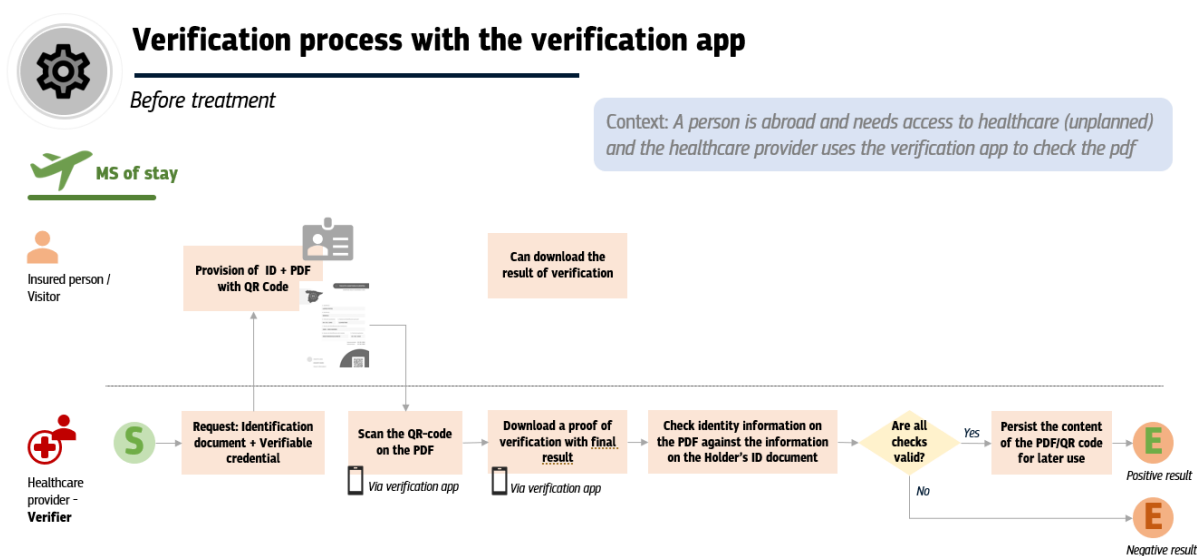 Verification process with the verification app
Before treatment
Context: A person is abroad and needs access to healthcare (unplanned)
and the healthcare provider uses the verification app to check the pdf
MS of stay
Insured person /
Visitor
Provision of ID + PDF
with QR Code
Can download the
result of verification
Healthcare
provider -
Verifier
S
Request: Identification
document + Verifiable
credential
Scan the QR-code
on the PDF
Via verification app
Download a proof of
verification with final
result
Via verification app
Check identity information on
the PDF against the information
on the Holder's ID document
Are all
checks
valid?
Yes
No
Persist the content
of the PDF/QR code
for later use
E
Positive result
E
Negative result